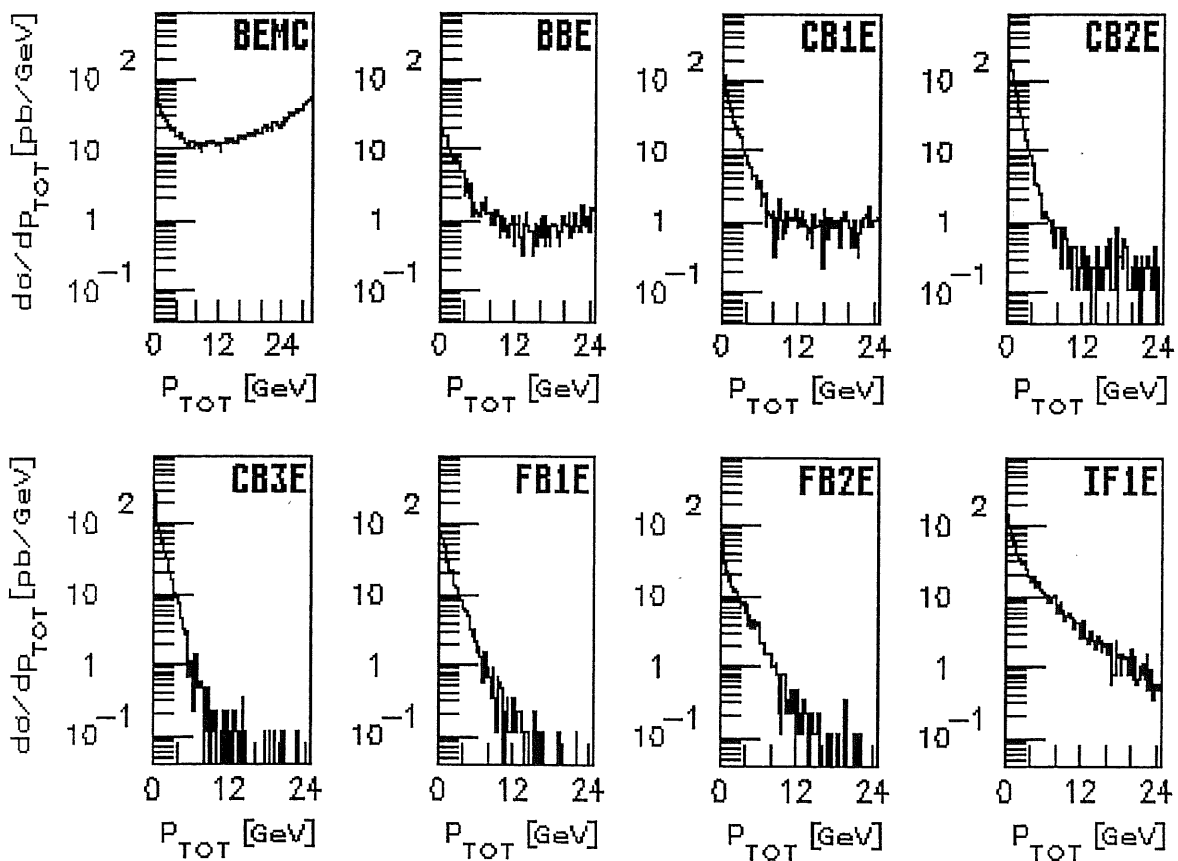 BEMC BBE CB1E CB2E
dσ/dp_TOT [pb/GeV]
10^2 10^2 10^2 10^2
10 10 10 10
1 1 1 1
10^-1 10^-1 10^-1 10^-1
0 12 24 0 12 24 0 12 24 0 12 24
P_TOT [GeV] P_TOT [GeV] P_TOT [GeV] P_TOT [GeV]
CB3E FB1E FB2E IF1E
dσ/dp_TOT [pb/GeV]
10^2 10^2 10^2 10^2
10 10 10 10
1 1 1 1
10^-1 10^-1 10^-1 10^-1
0 12 24 0 12 24 0 12 24 0 12 24
P_TOT [GeV] P_TOT [GeV] P_TOT [GeV] P_TOT [GeV]